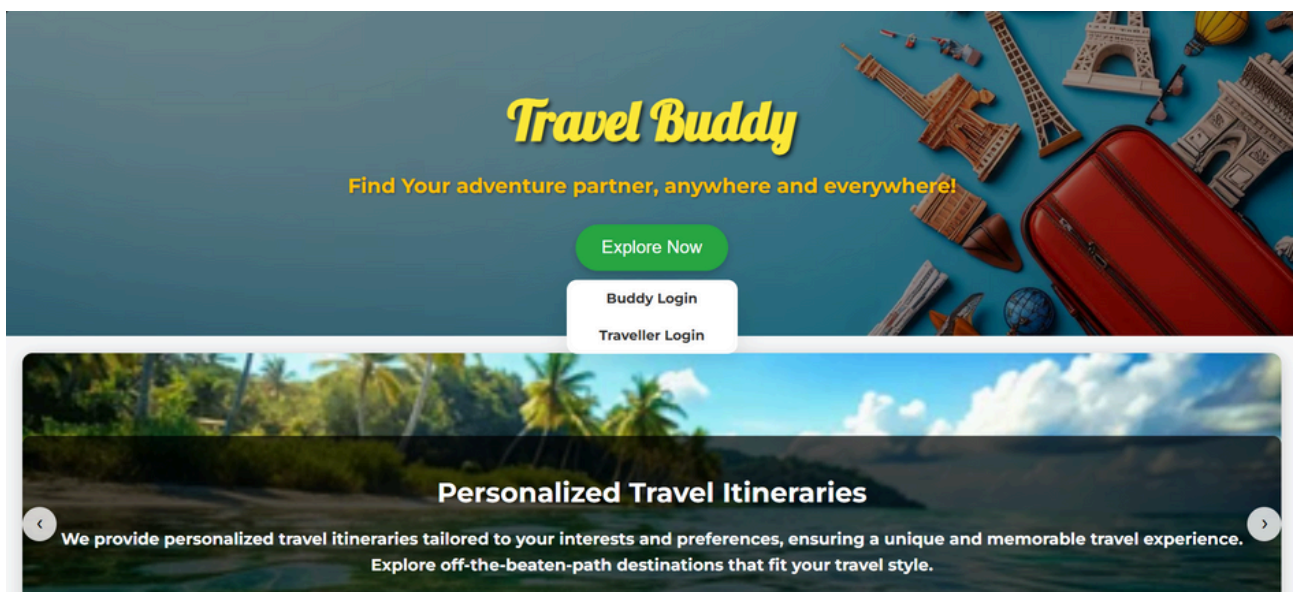 Travel Buddy
Find Your adventure partner, anywhere and everywhere!
Explore Now
Buddy Login
Traveller Login
Personalized Travel Itineraries
‹
›
We provide personalized travel itineraries tailored to your interests and preferences, ensuring a unique and memorable travel experience.
Explore off-the-beaten-path destinations that fit your travel style.